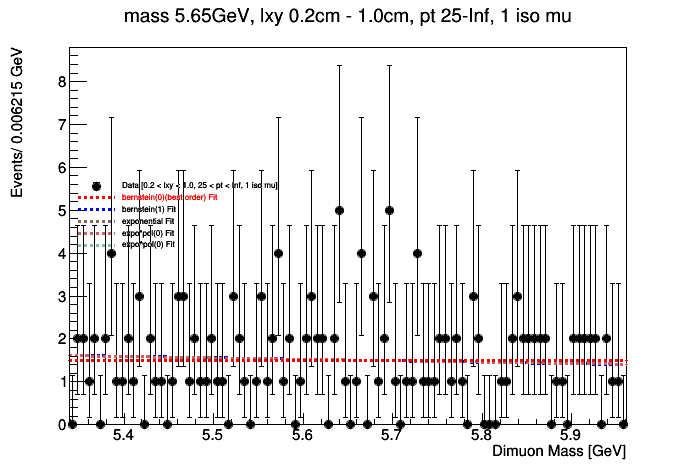 mass 5.65GeV, lxy 0.2cm - 1.0cm, pt 25-Inf, 1 iso mu
Events/ 0.006215 GeV
8
7
6
5
4
3
2
1
0
Data [0.2 < lxy < 1.0, 25 < pt < Inf, 1 iso mu]
bernstein(0)(best order) Fit
bernstein(1) Fit
exponential Fit
expo*pol(0) Fit
expo*pol(0) Fit
5.4 5.5 5.6 5.7 5.8 5.9
Dimuon Mass [GeV]